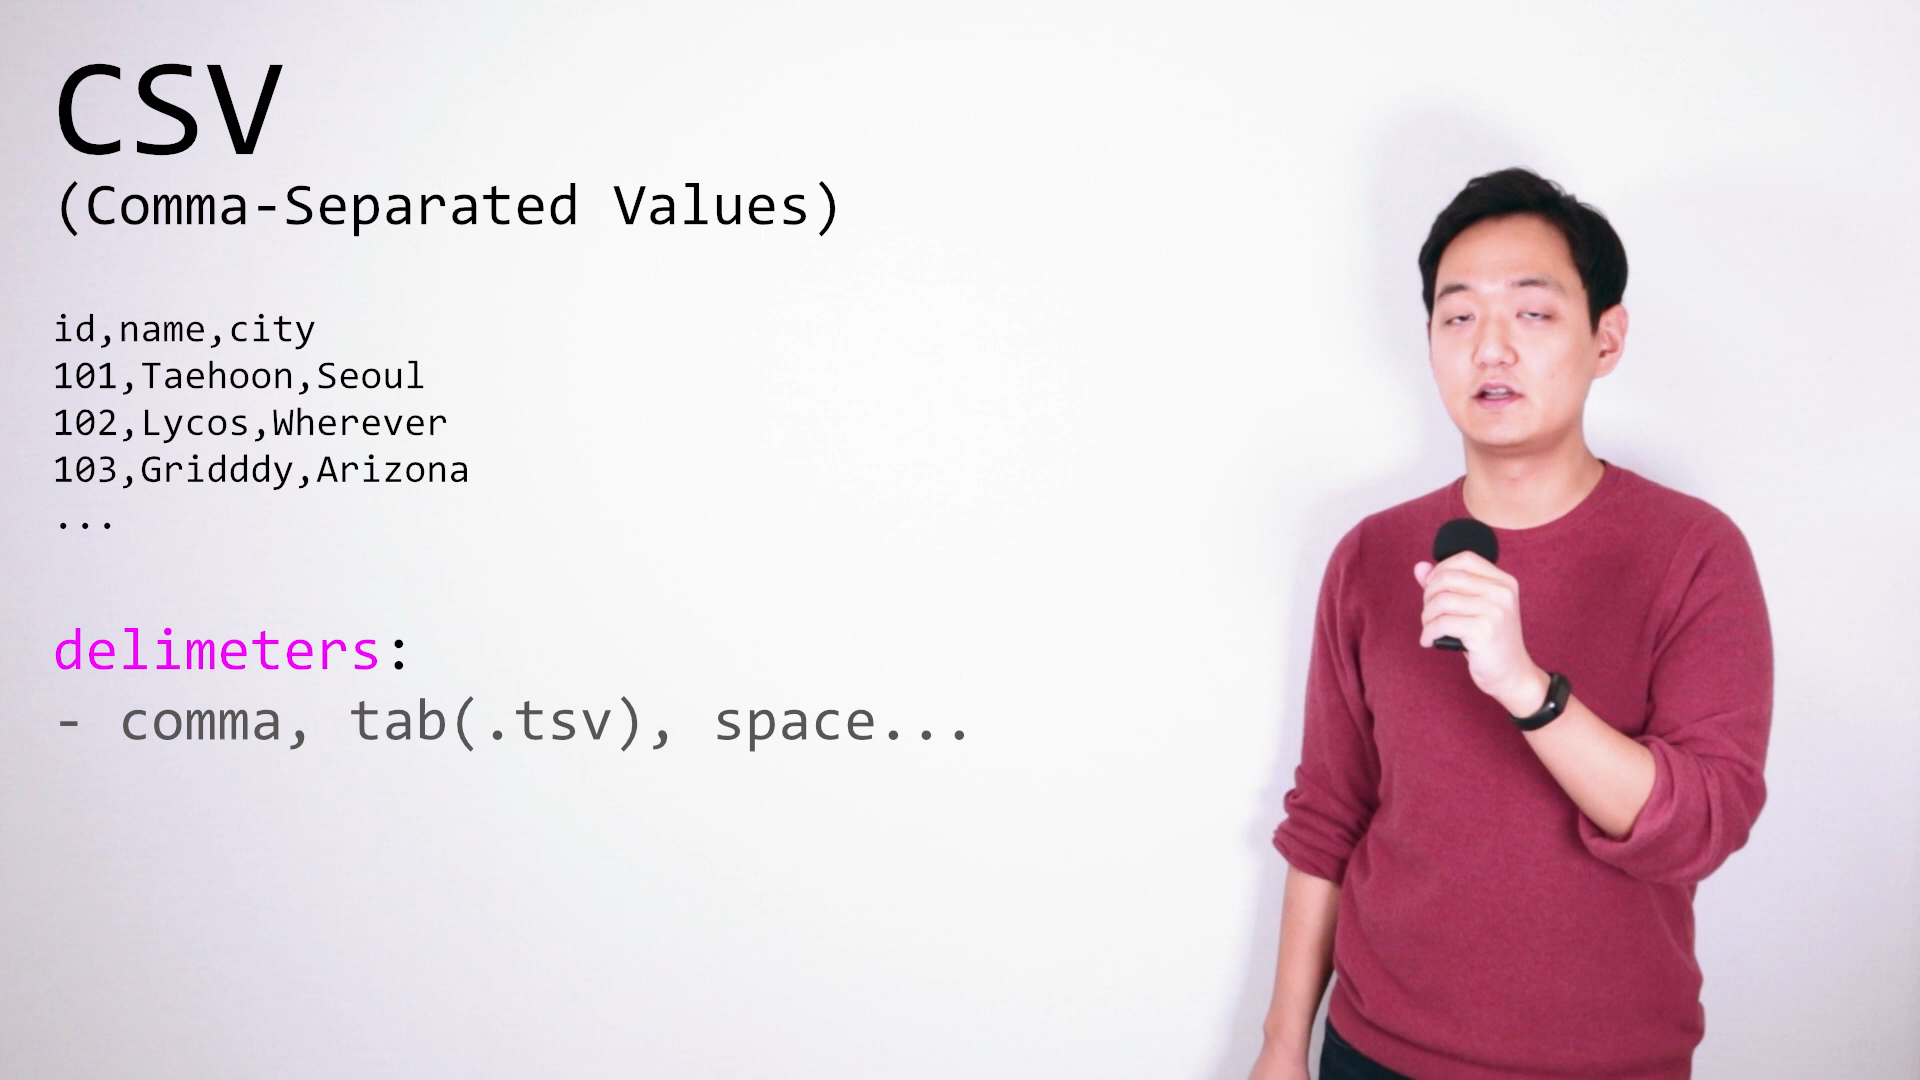 CSV
(Comma-Separated Values)
id,name,city
101,Taehoon,Seoul
102,Lycos,Wherever
103,Gridddy,Arizona
...
delimeters:
- comma, tab(.tsv), space...